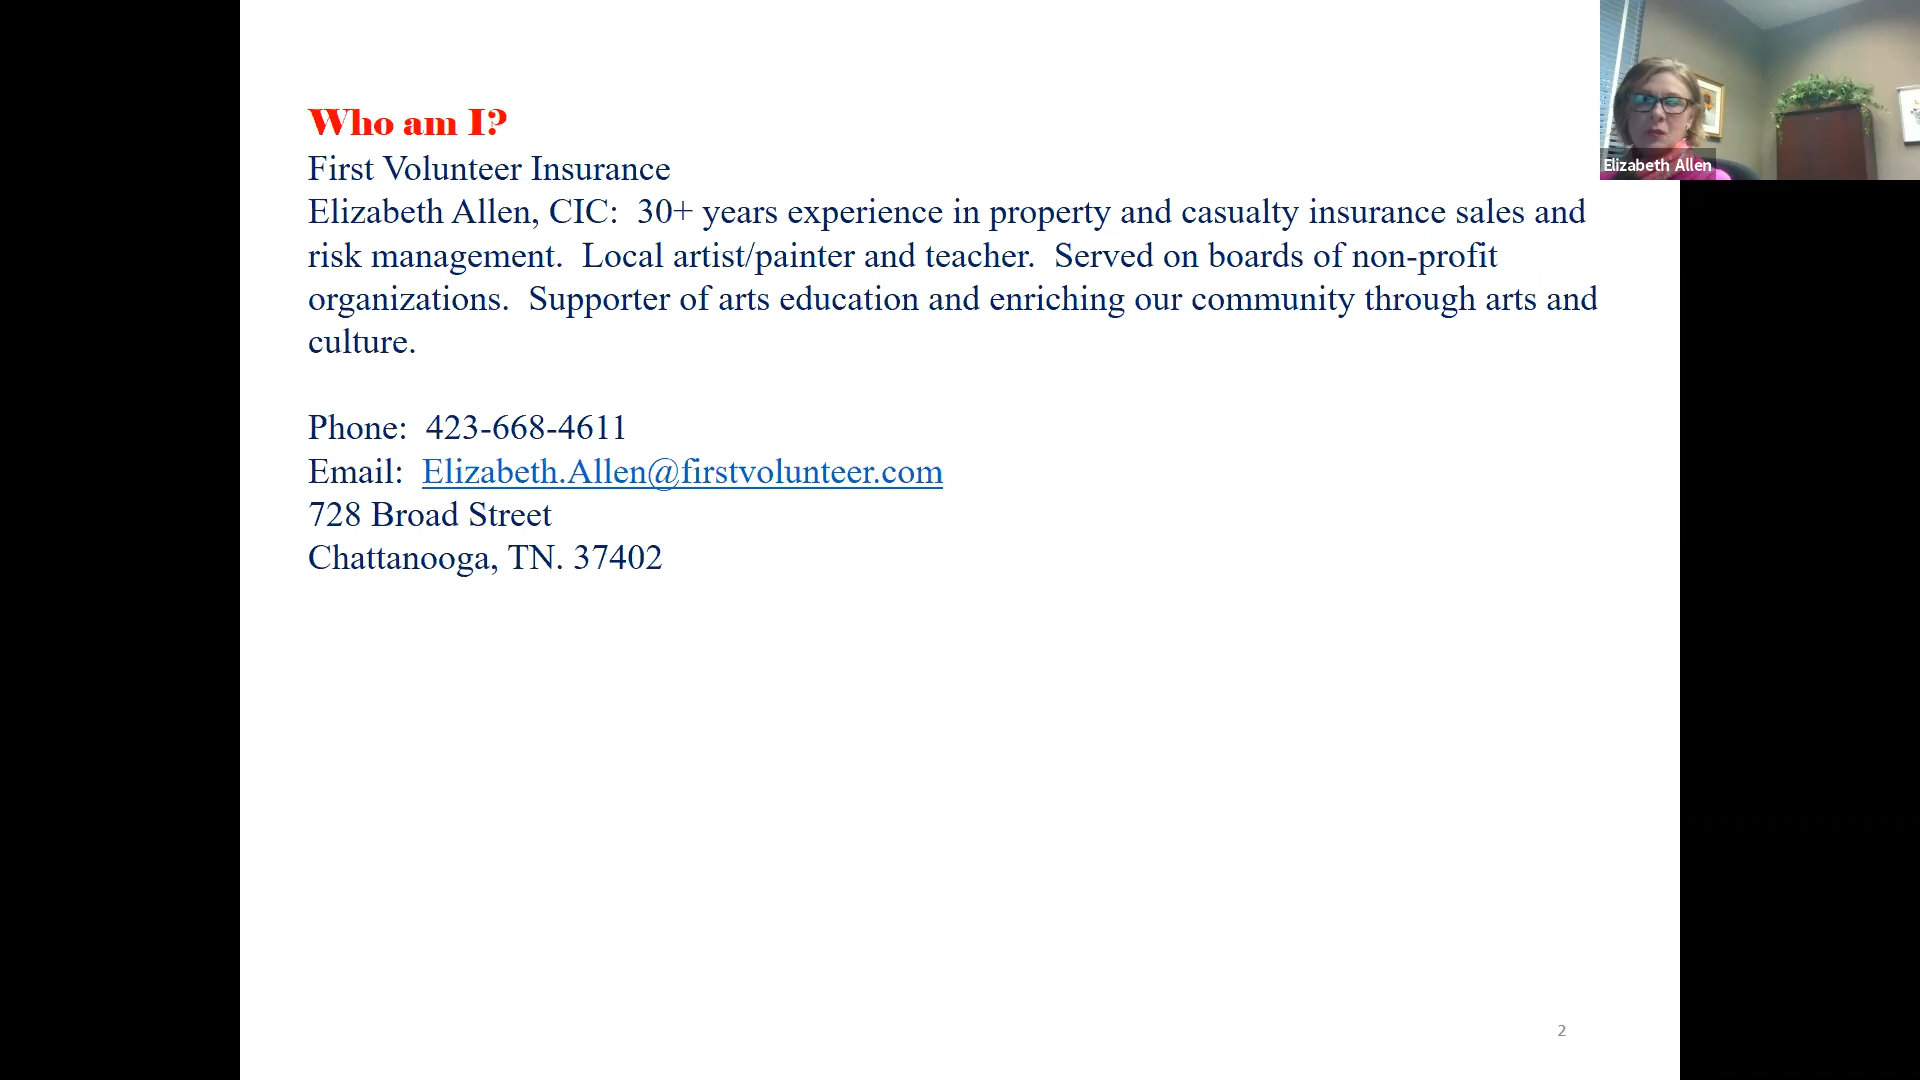 Who am I?
First Volunteer Insurance
Elizabeth Allen, CIC:  30+ years experience in property and casualty insurance sales and
risk management.  Local artist/painter and teacher.  Served on boards of non-profit
organizations.  Supporter of arts education and enriching our community through arts and
culture.
Phone:  423-668-4611
Email:  Elizabeth.Allen@firstvolunteer.com
728 Broad Street
Chattanooga, TN. 37402
Elizabeth Allen
2